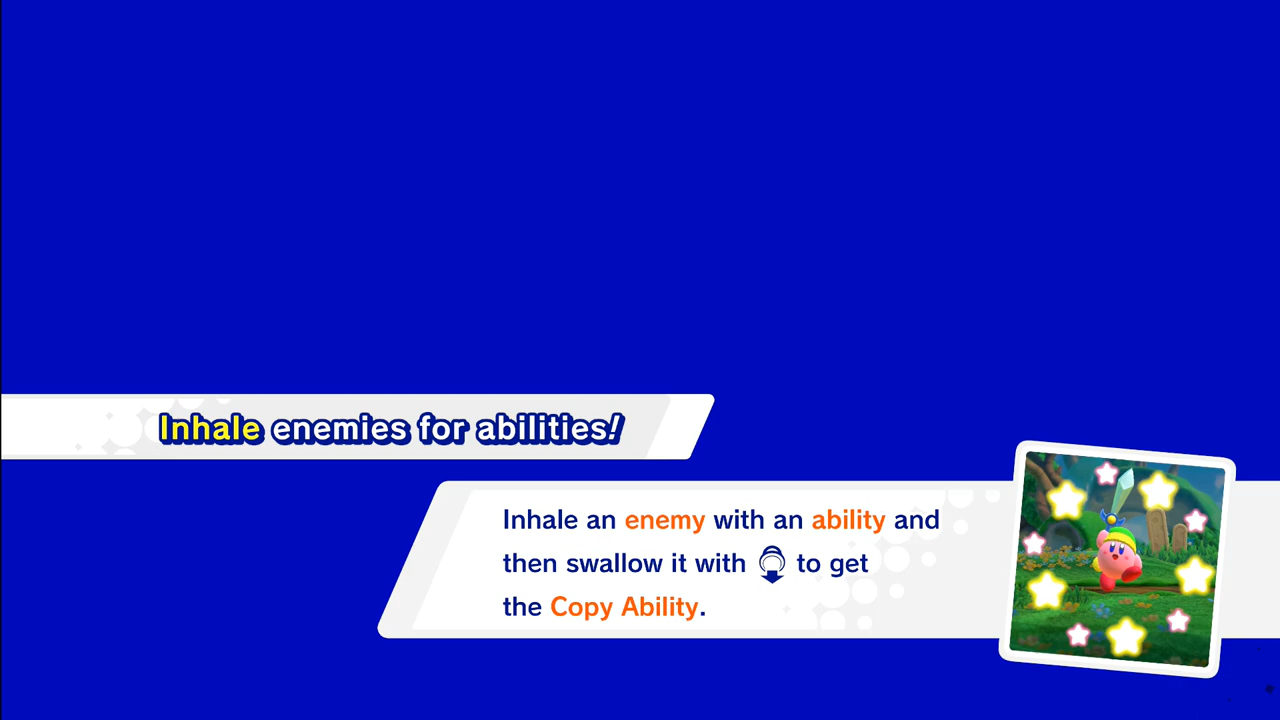 Inhale enemies for abilities!
Inhale an enemy with an ability and
then swallow it with to get
the Copy Ability.